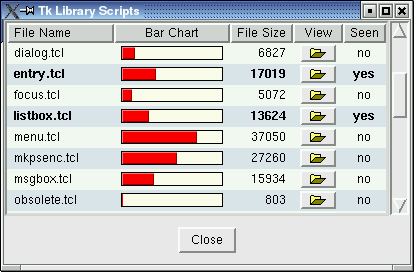 Tk Library Scripts
File Name Bar Chart File Size View Seen
dialog.tcl 6827 no
entry.tcl 17019 yes
focus.tcl 5072 no
listbox.tcl 13624 yes
menu.tcl 37050 no
mkpsenc.tcl 27260 no
msgbox.tcl 15934 no
obsolete.tcl 803 no
Close